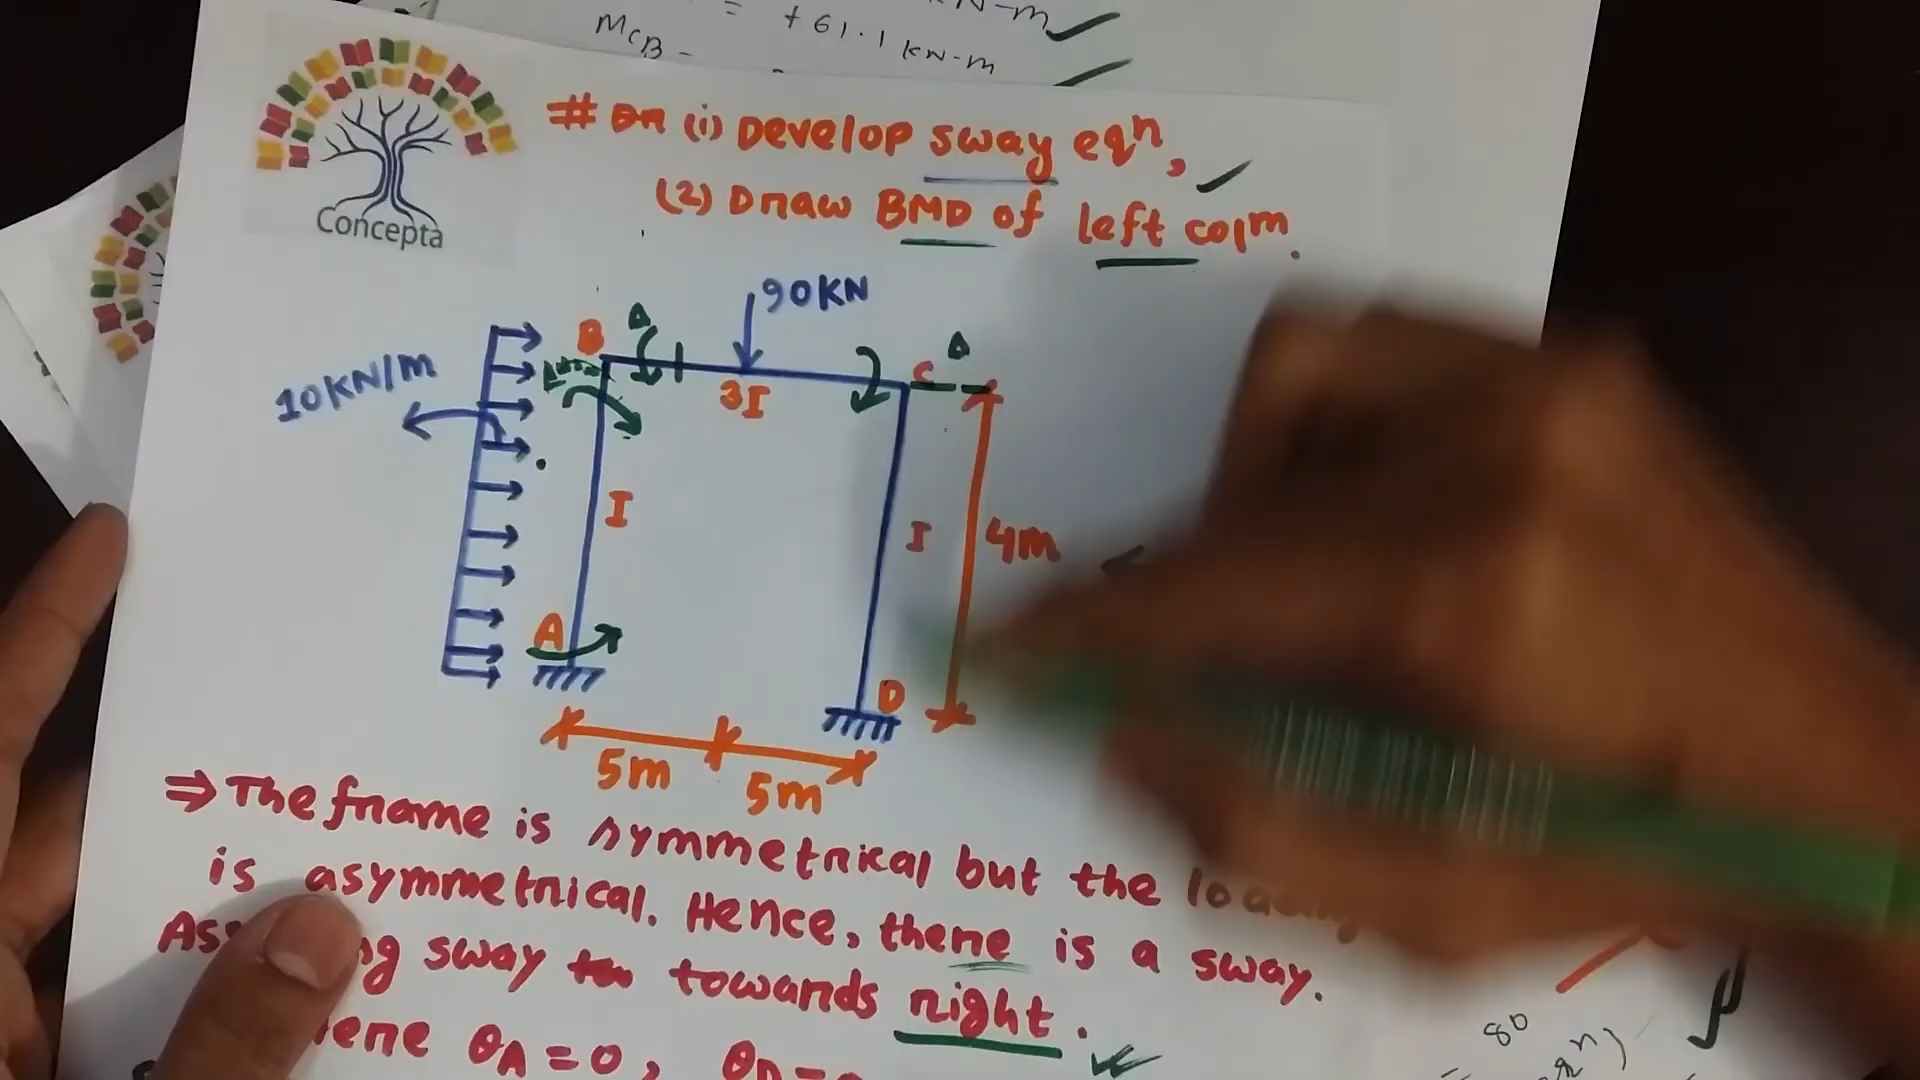 = +61.1 kN-m
MCB -
kN-m
Concepta
# (i) Develop sway eqn,
(2) Draw BMD of left colm.
90KN
10KN/m
B
Δ
Δ
C
3I
I
I
4m
A
D
5m
5m
⇒ The frame is symmetrical but the
is asymmetrical. Hence, there is a sway.
sway towards right.
θA = 0, θD =
80